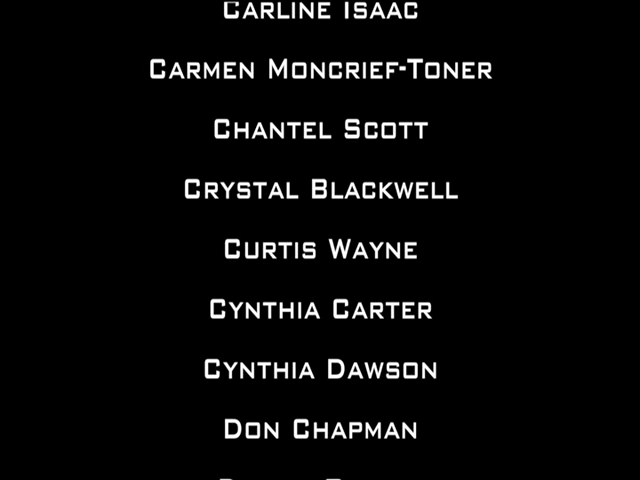 Carline Isaac
Carmen Moncrief-Toner
Chantel Scott
Crystal Blackwell
Curtis Wayne
Cynthia Carter
Cynthia Dawson
Don Chapman